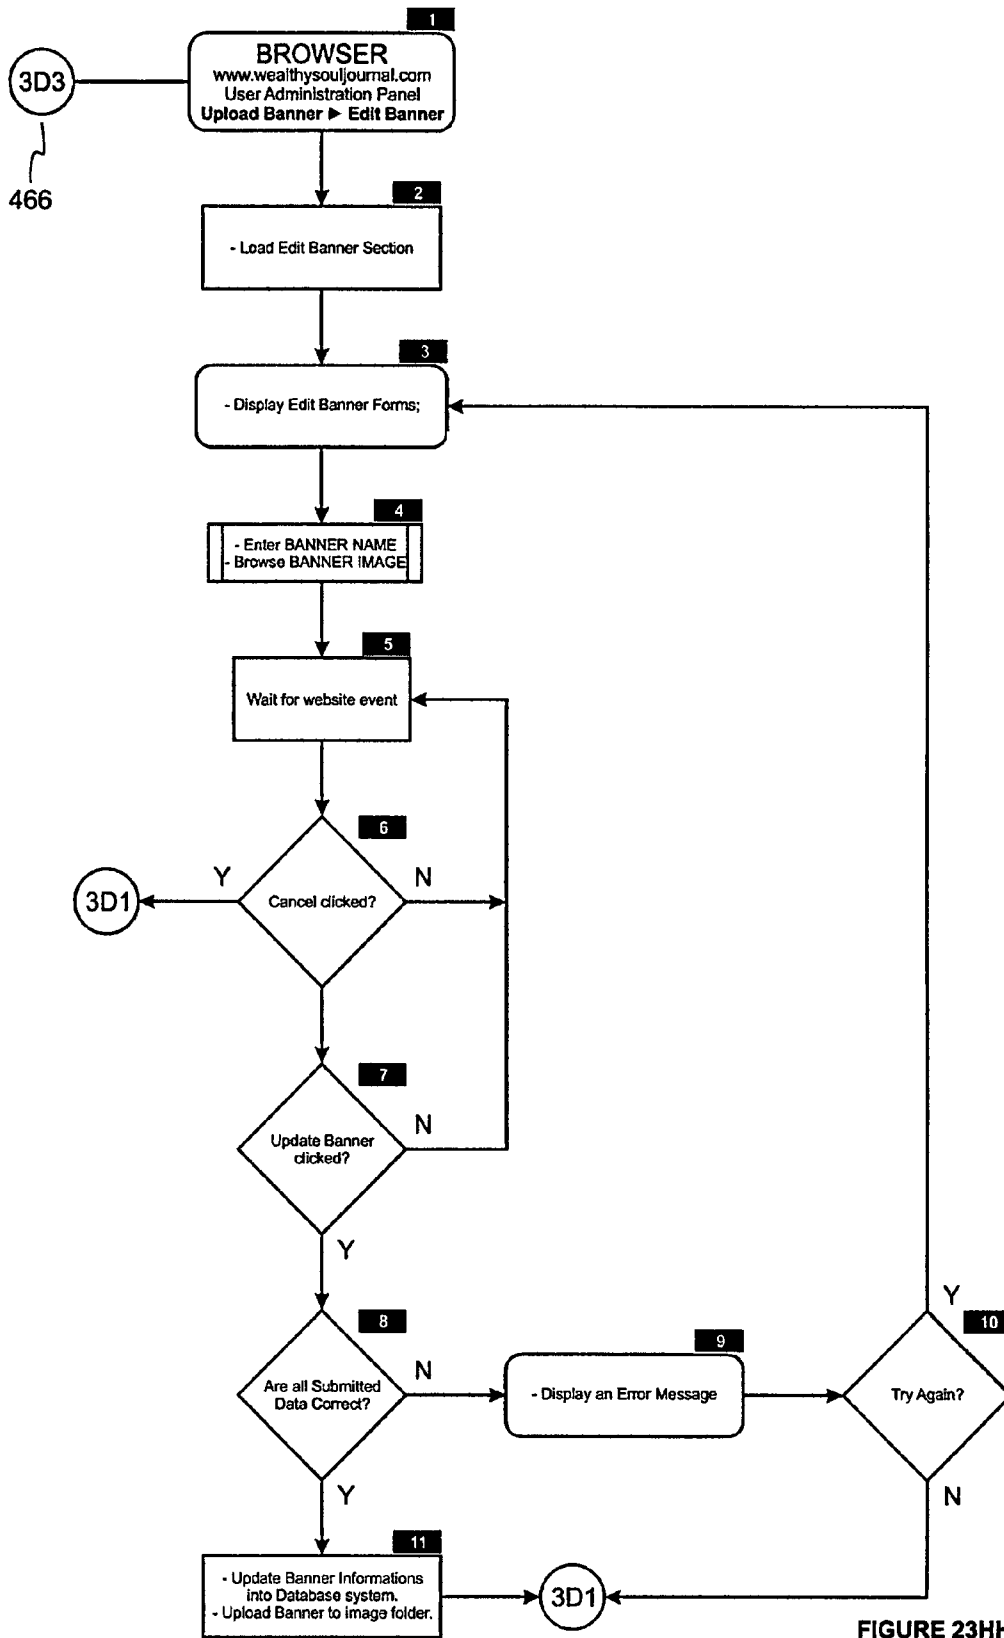 1
BROWSER
3D3
www.wealthysouljournal.com
User Administration Panel
Upload Banner ► Edit Banner
466
2
- Load Edit Banner Section
3
- Display Edit Banner Forms;
4
- Enter BANNER NAME
- Browse BANNER IMAGE
5
Wait for website event
6
Y
N
3D1
Cancel clicked?
7
N
Update Banner
clicked?
Y
Y
8
10
9
N
Are all Submitted
Data Correct?
- Display an Error Message
Try Again?
Y
N
11
- Update Banner Informations
into Database system.
- Upload Banner to image folder.
3D1
FIGURE 23HH